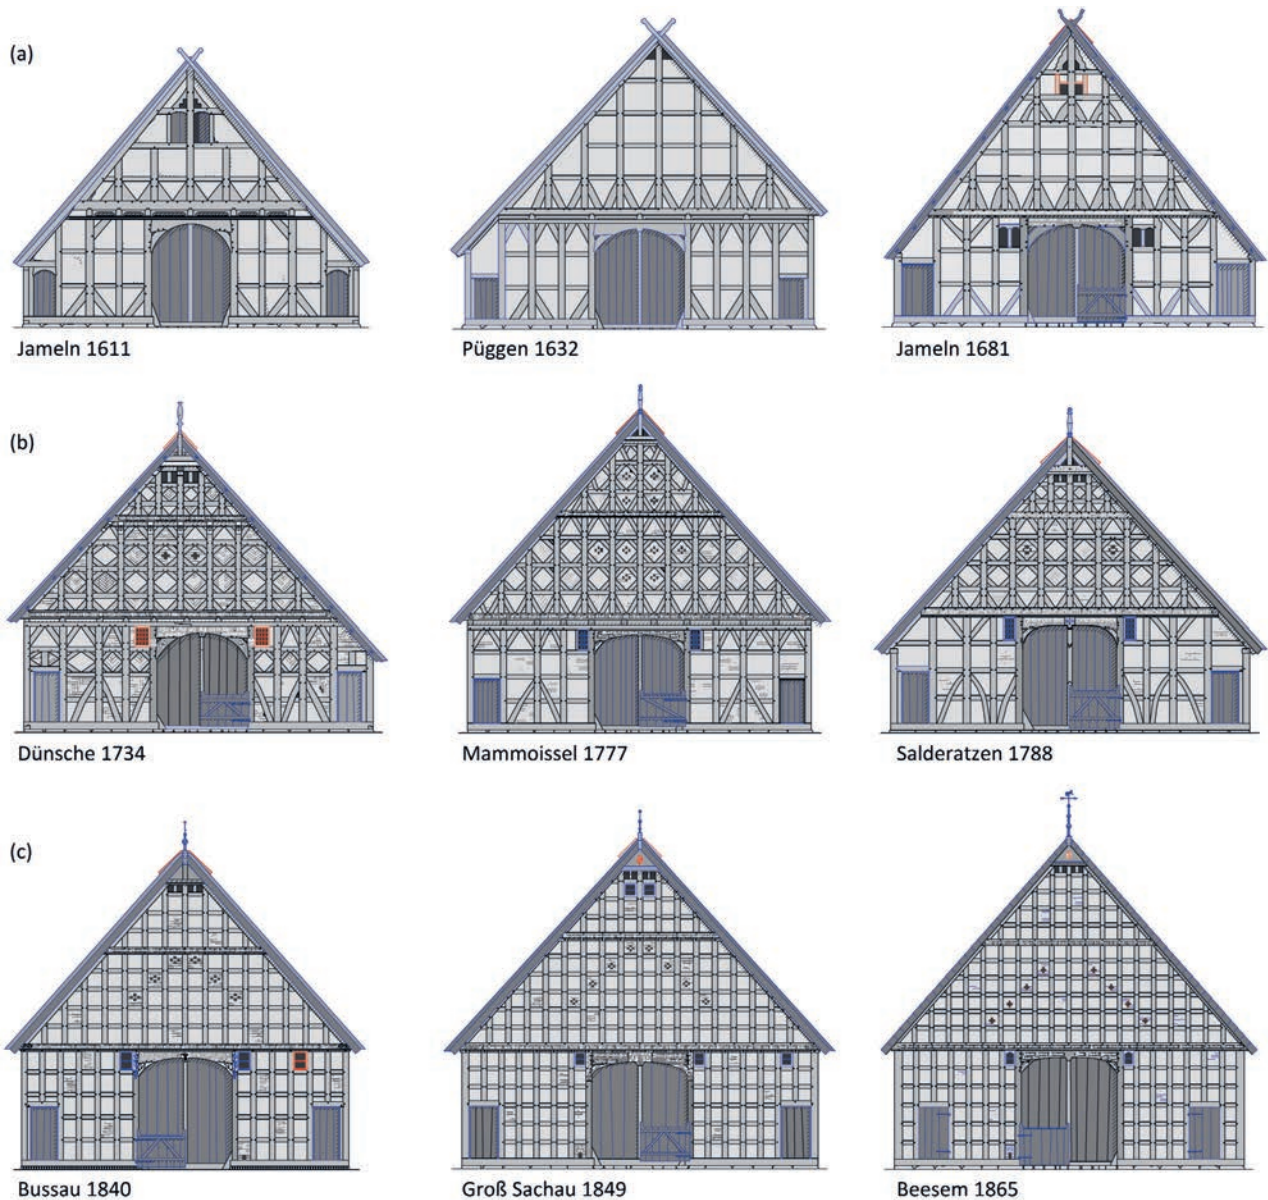 (a)
Jameln 1611
Püggen 1632
Jameln 1681
(b)
Dünsche 1734
Mammoissel 1777
Salderatzen 1788
(c)
Bussau 1840
Groß Sachau 1849
Beesem 1865